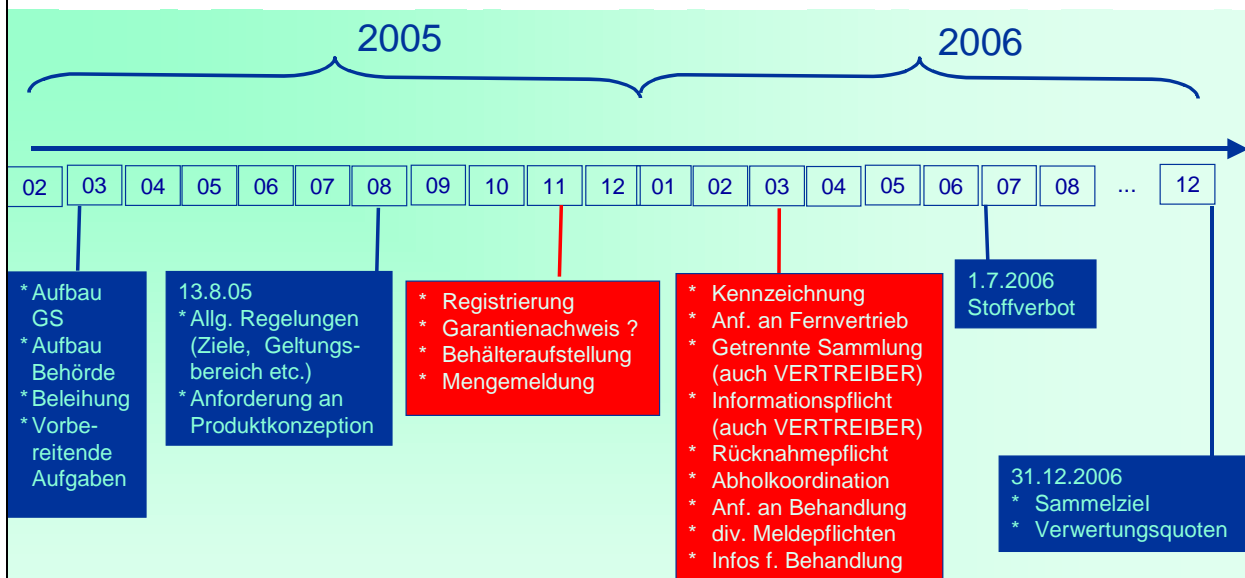 2005
2006
02 03 04 05 06 07 08 09 10 11 12 01 02 03 04 05 06 07 08 ... 12
* Aufbau
GS
* Aufbau
Behörde
* Beleihung
* Vorbe-
reitende
Aufgaben
13.8.05
* Allg. Regelungen
(Ziele, Geltungs-
bereich etc.)
* Anforderung an
Produktkonzeption
* Registrierung
* Garantienachweis ?
* Behälteraufstellung
* Mengemeldung
* Kennzeichnung
* Anf. an Fernvertrieb
* Getrennte Sammlung
(auch VERTREIBER)
* Informationspflicht
(auch VERTREIBER)
* Rücknahmepflicht
* Abholkoordination
* Anf. an Behandlung
* div. Meldepflichten
* Infos f. Behandlung
1.7.2006
Stoffverbot
31.12.2006
* Sammelziel
* Verwertungsquoten